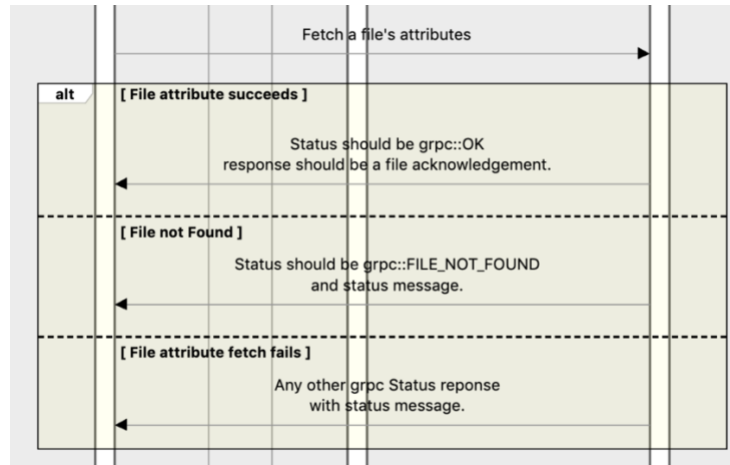 Fetch a file's attributes
alt
[ File attribute succeeds ]
Status should be grpc::OK
response should be a file acknowledgement.
[ File not Found ]
Status should be grpc::FILE_NOT_FOUND
and status message.
[ File attribute fetch fails ]
Any other grpc Status reponse
with status message.